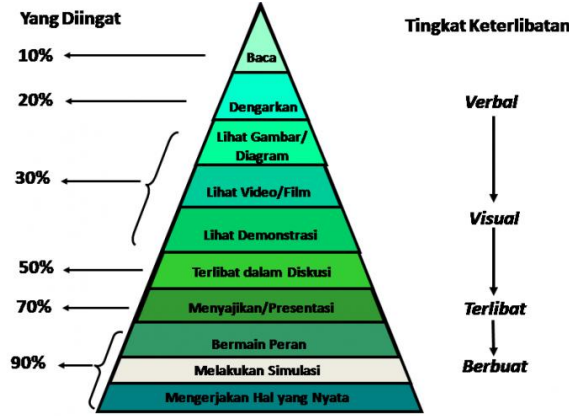 Yang Diingat
Tingkat Keterlibatan
10%
Baca
20%
Dengarkan
Verbal
Lihat Gambar/
Diagram
30%
Lihat Video/Film
Visual
Lihat Demonstrasi
50%
Terlibat dalam Diskusi
70%
Menyajikan/Presentasi
Terlibat
Bermain Peran
90%
Melakukan Simulasi
Berbuat
Mengerjakan Hal yang Nyata